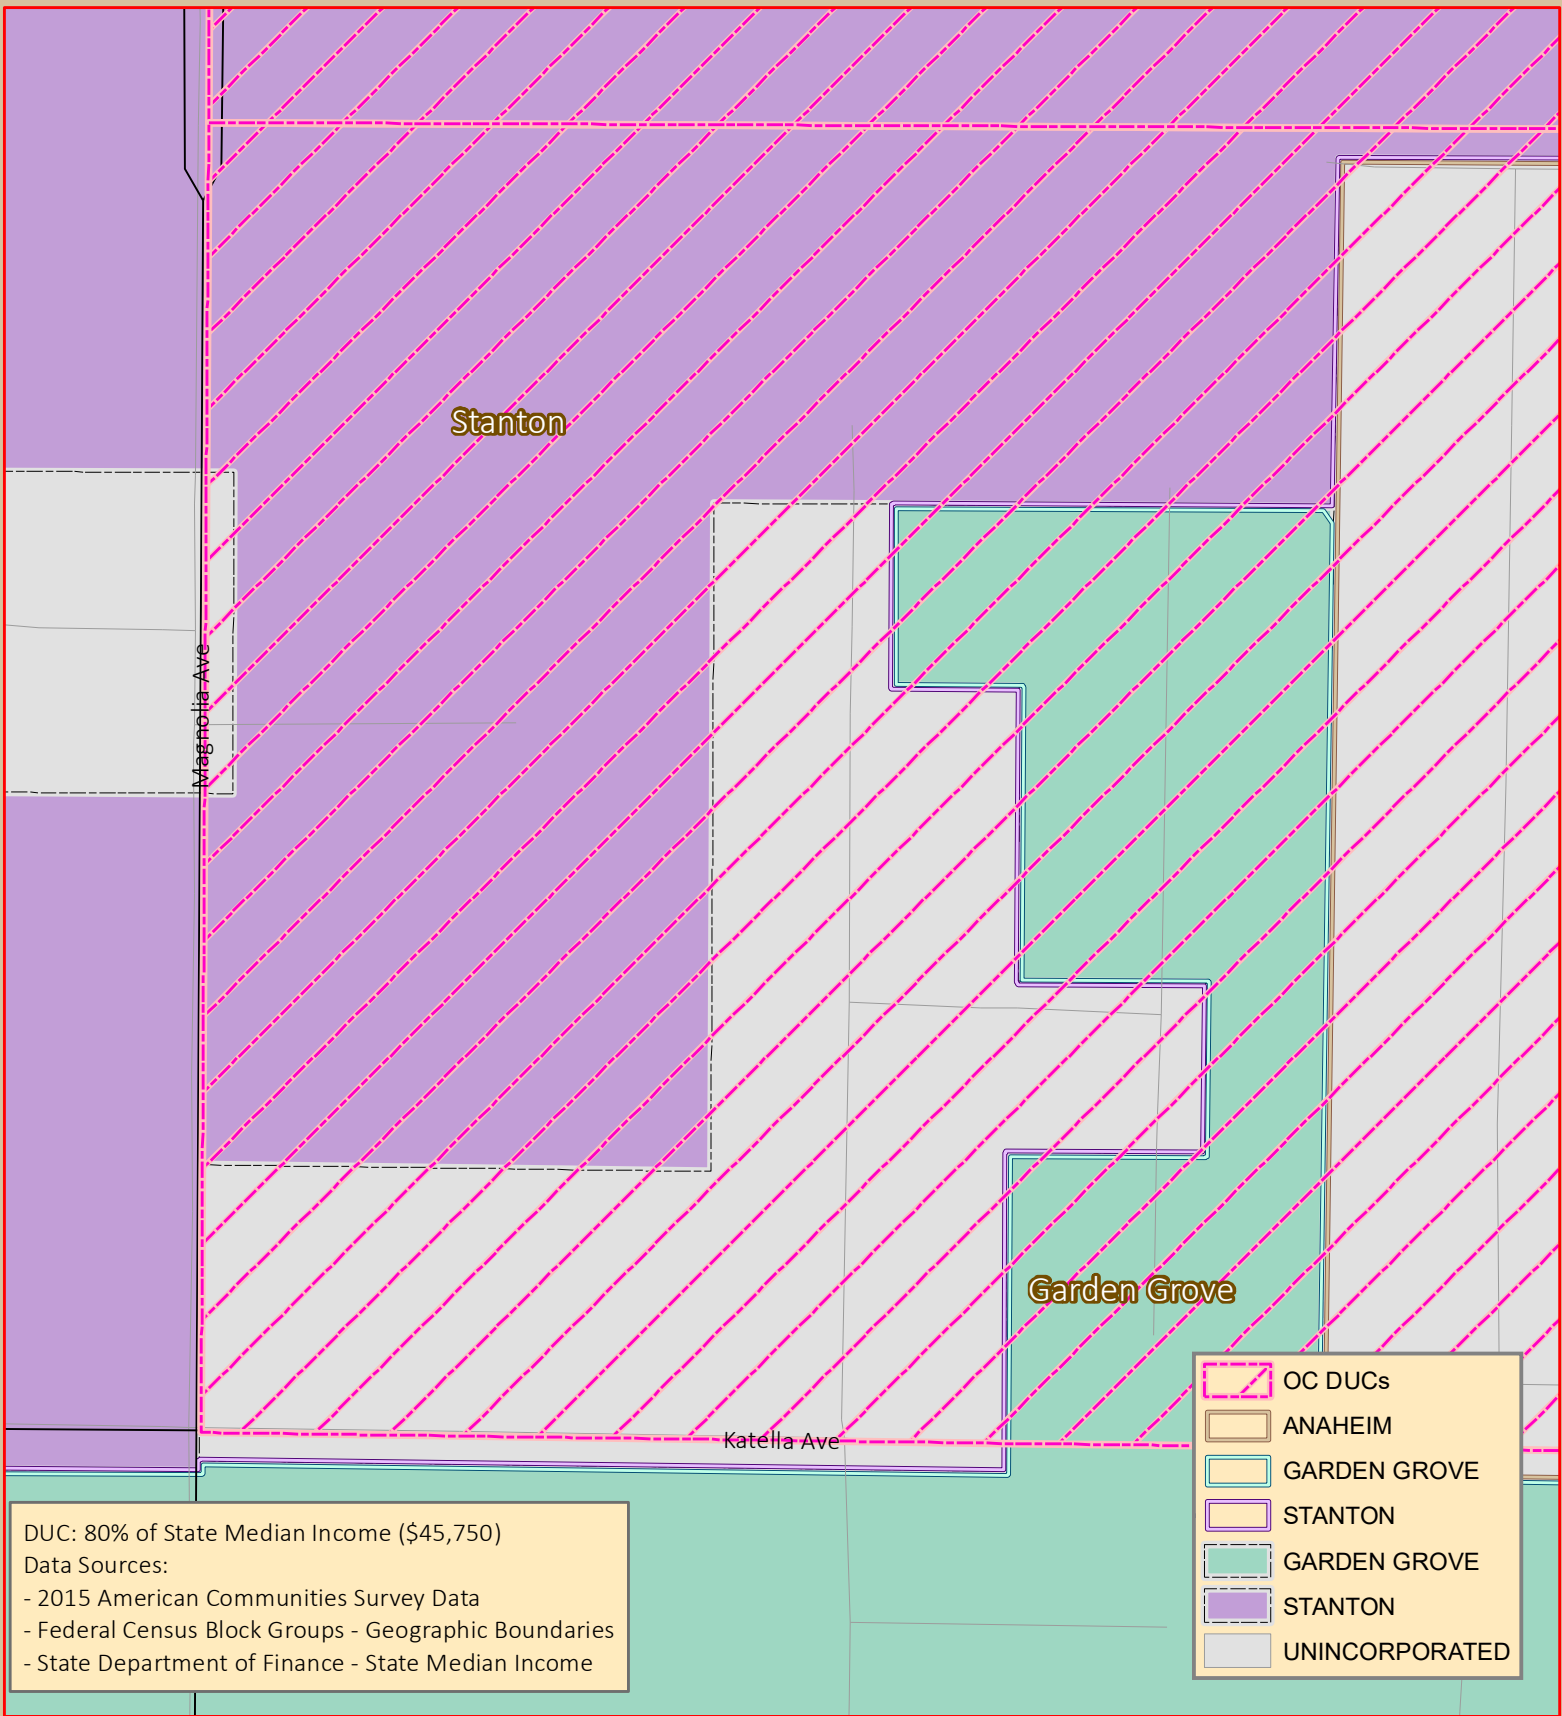 Stanton
Magnolia Ave
Garden Grove
Katella Ave
OC DUCs
ANAHEIM
GARDEN GROVE
STANTON
GARDEN GROVE
STANTON
UNINCORPORATED
DUC: 80% of State Median Income ($45,750)
Data Sources:
- 2015 American Communities Survey Data
- Federal Census Block Groups - Geographic Boundaries
- State Department of Finance - State Median Income